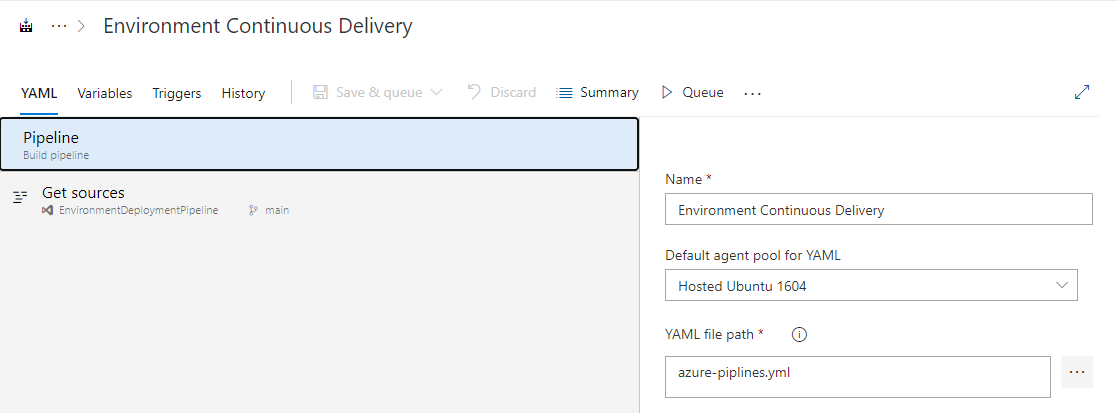 ··· > Environment Continuous Delivery
YAML Variables Triggers History Save & queue Discard Summary Queue ···
Pipeline
Build pipeline
Get sources
EnvironmentDeploymentPipeline main
Name *
Environment Continuous Delivery
Default agent pool for YAML
Hosted Ubuntu 1604
YAML file path *
azure-piplines.yml ···